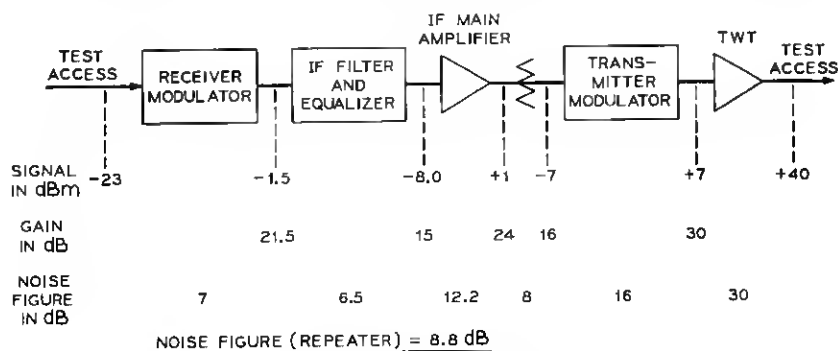 IF MAIN
AMPLIFIER
TEST
ACCESS
RECEIVER
MODULATOR
IF FILTER
AND
EQUALIZER
TRANS-
MITTER
MODULATOR
TWT
TEST
ACCESS
SIGNAL
IN dBm
-23 -1.5 -8.0 +1 -7 +7 +40
GAIN
IN dB
21.5 15 24 16 30
NOISE
FIGURE
IN dB
7 6.5 12.2 8 16 30
NOISE FIGURE (REPEATER) = 8.8 dB